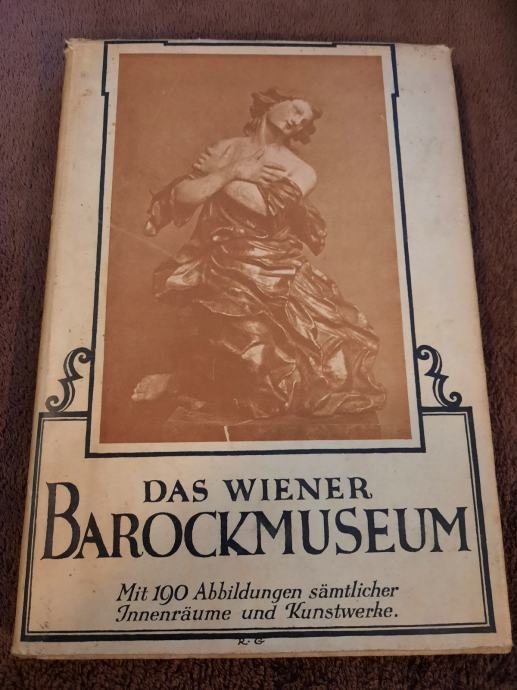 DAS WIENER
BAROCKMUSEUM
Mit 190 Abbildungen sämtlicher
Innenräume und Kunstwerke.
R·G